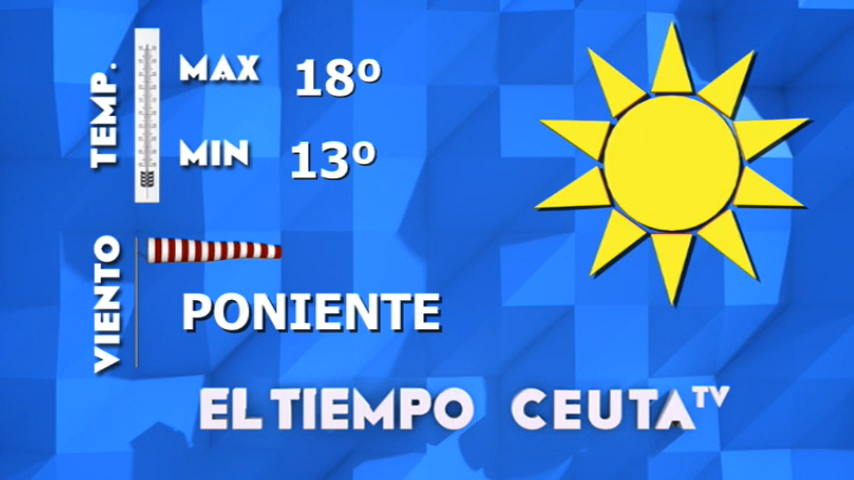 TEMP.
MAX 18º
MIN 13º
VIENTO
PONIENTE
EL TIEMPO CEUTA TV